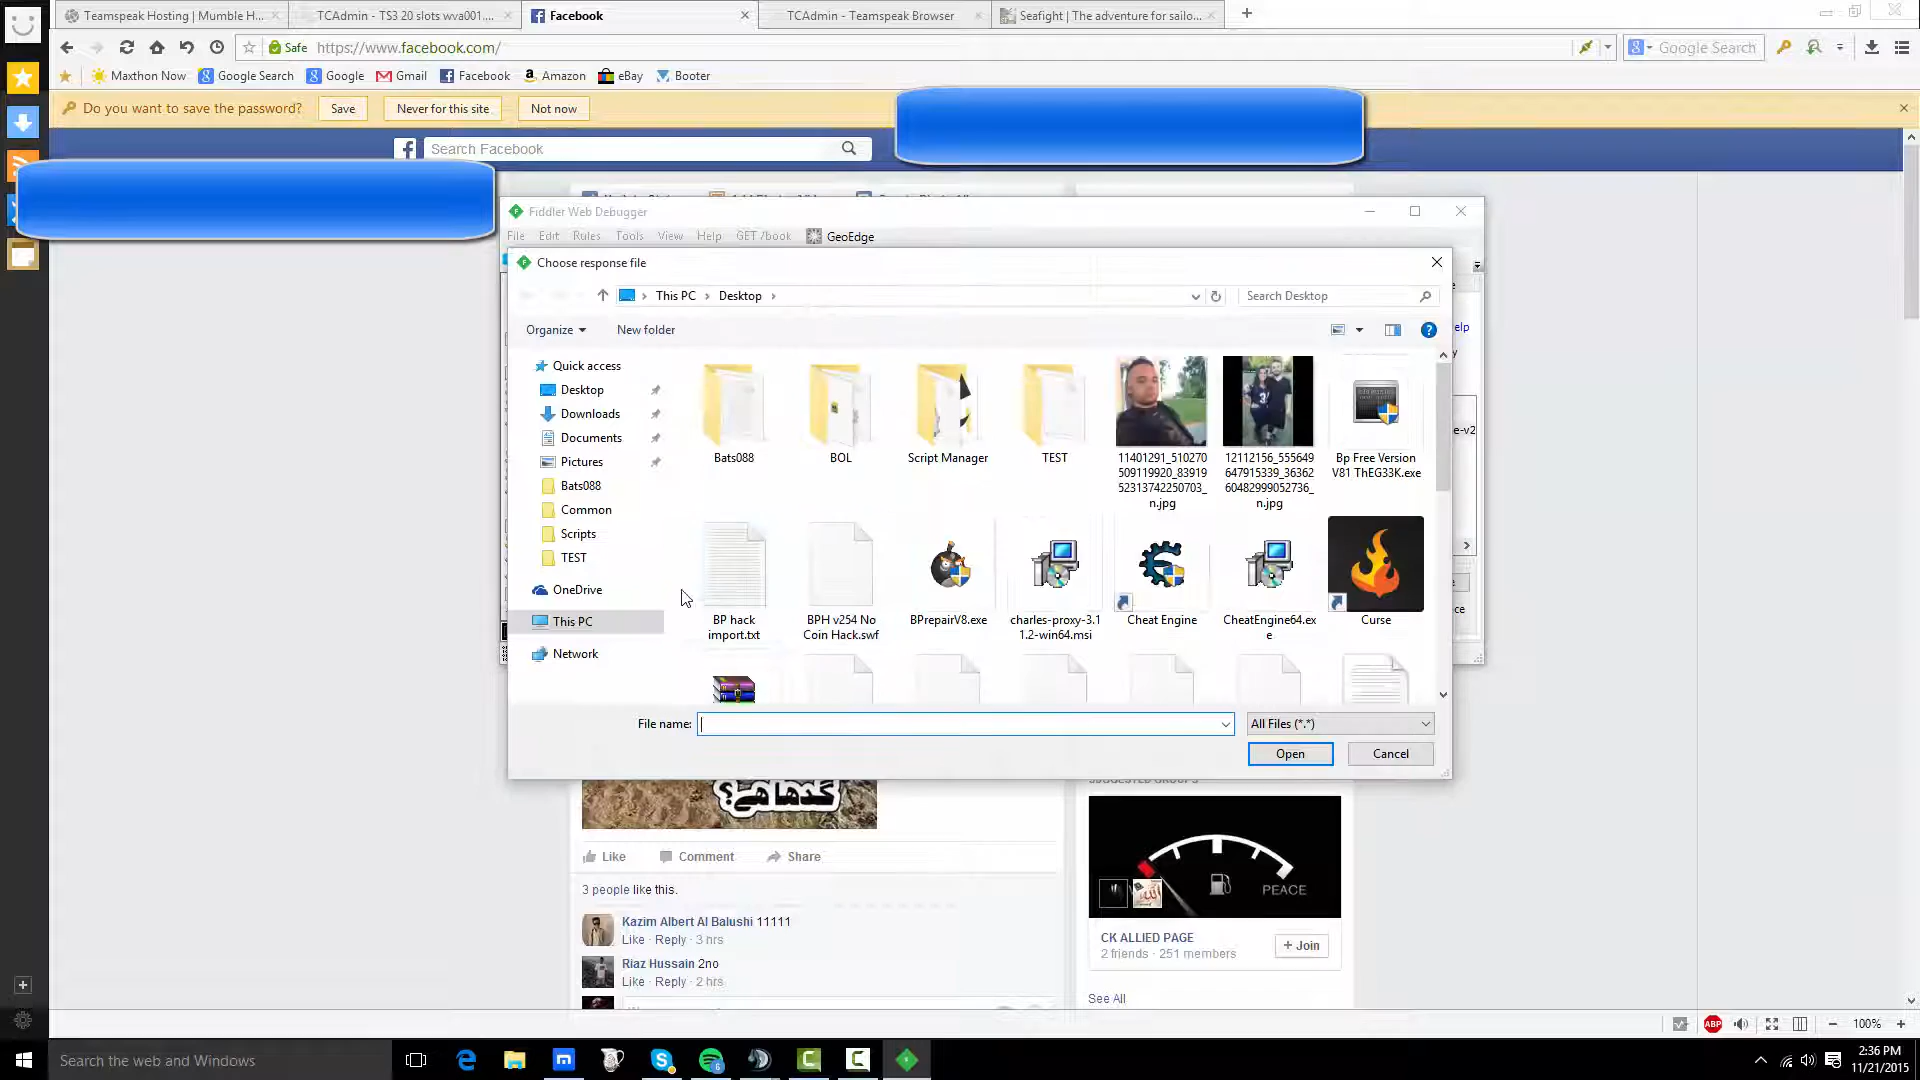 Teamspeak Hosting | Mumble H...
TCAdmin - TS3 20 slots wva001....
Facebook
TCAdmin - Teamspeak Browser
Seafight | The adventure for sailo...
Safe https://www.facebook.com/
Google Search
Maxthon Now
Google Search
Google
Gmail
Facebook
Amazon
eBay
Booter
Do you want to save the password?
Save
Never for this site
Not now
Search Facebook
Fiddler Web Debugger
File Edit Rules Tools View Help GET /book GeoEdge
Choose response file
This PC
Desktop
Search Desktop
Organize
New folder
elp
Quick access
Desktop
Downloads
Documents
Pictures
Bats088
Common
Scripts
TEST
OneDrive
This PC
Network
Bats088
BOL
Script Manager
TEST
11401291_510270
509119920_83919
52313742250703_
n.jpg
12112156_555649
647915339_36362
60482999052736_
n.jpg
Bp Free Version
V81 ThEG33K.exe
e-v2
BP hack
import.txt
BPH v254 No
Coin Hack.swf
BPrepairV8.exe
charles-proxy-3.1
1.2-win64.msi
Cheat Engine
CheatEngine64.ex
e
Curse
ce
File name:
All Files (*.*)
Open
Cancel
گدها هی؟
Like
Comment
Share
3 people like this.
Kazim Albert Al Balushi 11111
Like · Reply · 3 hrs
Riaz Hussain 2no
Like · Reply · 2 hrs
SUGGESTED GROUPS
PEACE
CK ALLIED PAGE
2 friends · 251 members
+ Join
See All
ABP
100%
Search the web and Windows
6
2:36 PM
11/21/2015